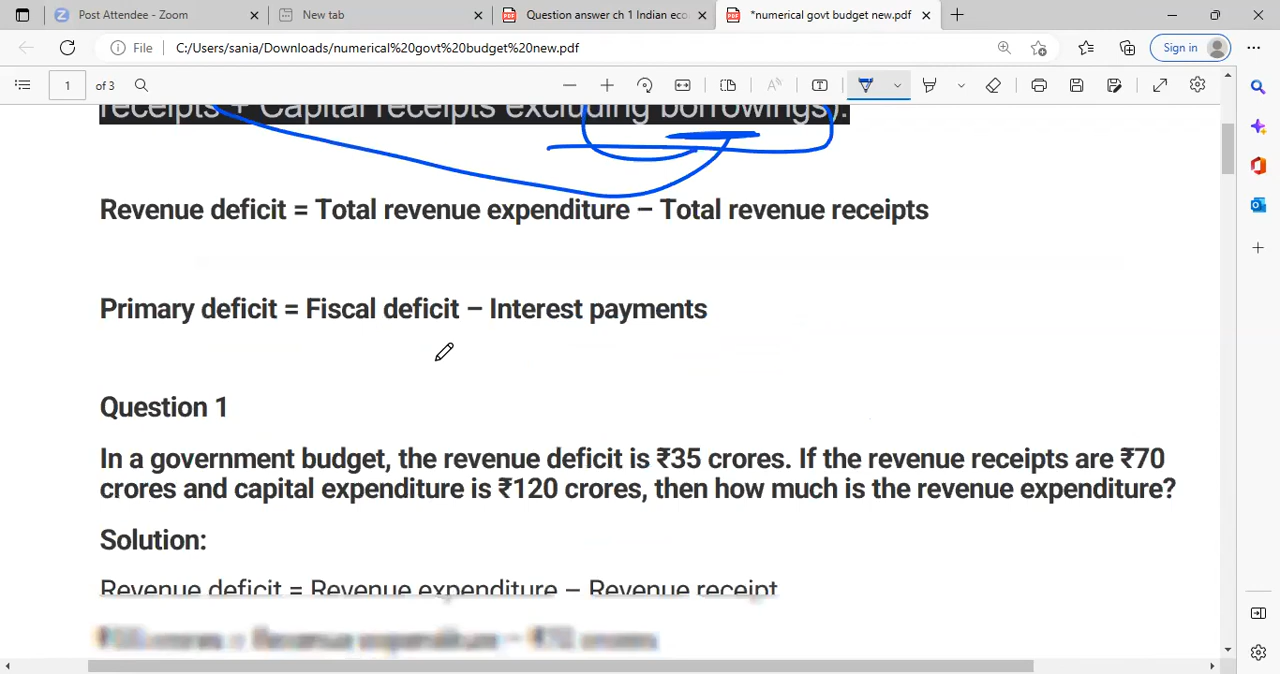 Post Attendee - Zoom
New tab
Question answer ch 1 Indian eco
*numerical govt budget new.pdf
File
C:/Users/sania/Downloads/numerical%20govt%20budget%20new.pdf
Sign in
1 of 3
receipts + Capital receipts excluding borrowings).
Revenue deficit = Total revenue expenditure – Total revenue receipts
Primary deficit = Fiscal deficit – Interest payments
Question 1
In a government budget, the revenue deficit is ₹35 crores. If the revenue receipts are ₹70
crores and capital expenditure is ₹120 crores, then how much is the revenue expenditure?
Solution:
Revenue deficit = Revenue expenditure – Revenue receipt